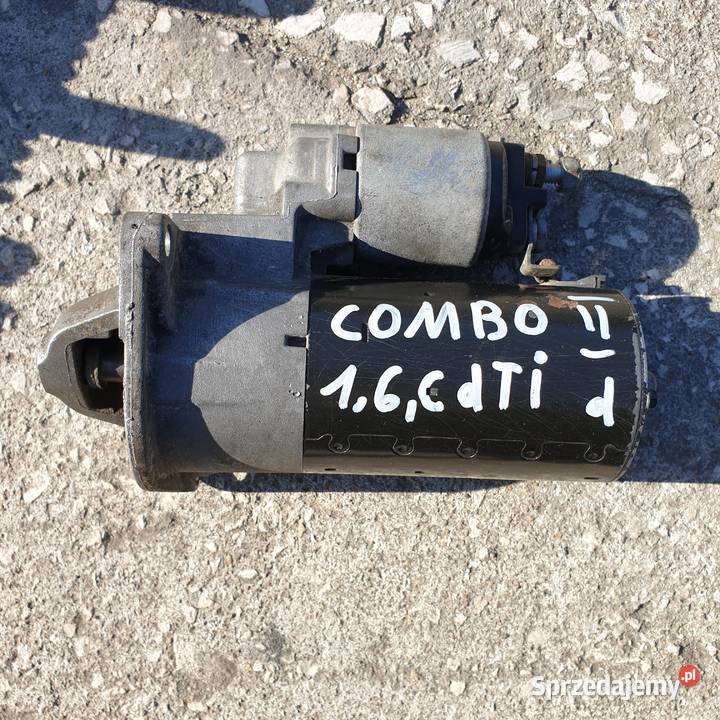 COMBO II
1,6,cdTi d
Sprzedajemy.pl